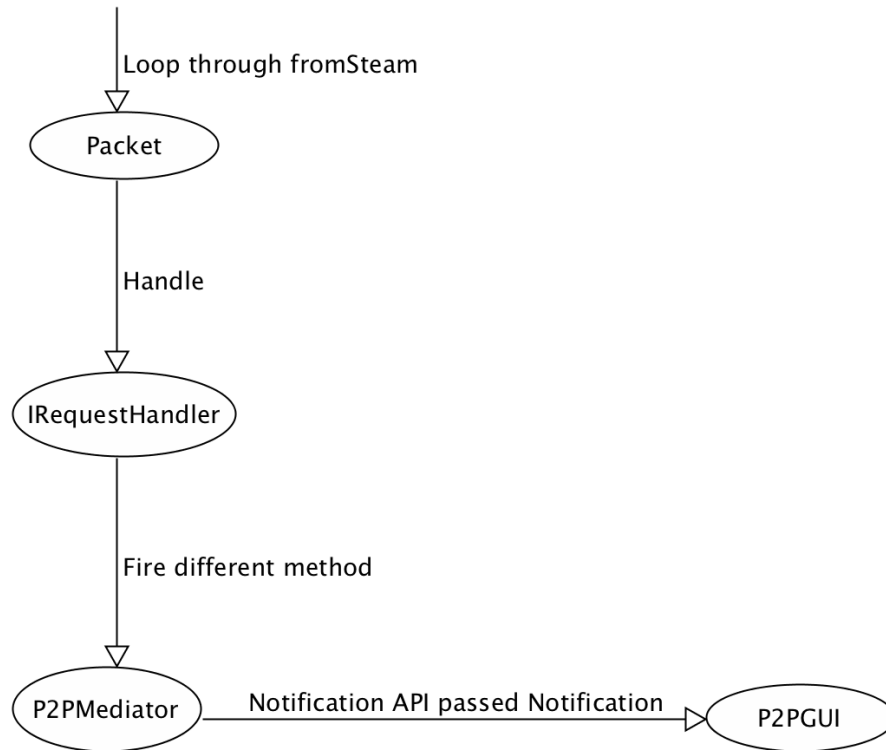 Loop through fromSteam
Packet
Handle
IRequestHandler
Fire different method
P2PMediator
Notification API passed Notification
P2PGUI